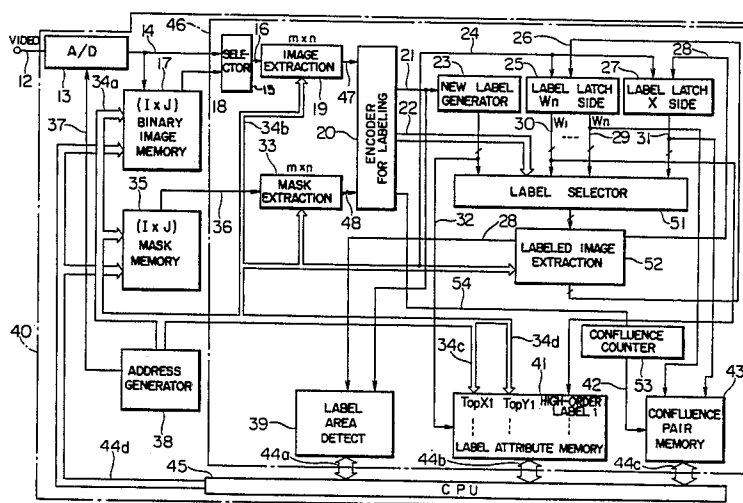 VIDEO
12
A/D
13
14
34a
17
(I×J)
BINARY
IMAGE
MEMORY
37
35
(I×J)
MASK
MEMORY
36
40
ADDRESS
GENERATOR
38
44d
45
CPU
46
18
SELE-
CTOR
15
16
m×n
IMAGE
EXTRACTION
19
47
34b
33
m×n
MASK
EXTRACTION
48
20
ENCODER
FOR LABELING
21
22
23
NEW LABEL
GENERATOR
24
25
LABEL LATCH
Wn SIDE
26
27
LABEL LATCH
X SIDE
28
30
W1
Wn
29
31
LABEL SELECTOR
51
32
28
LABELED IMAGE
EXTRACTION
52
54
34c
34d
CONFLUENCE
COUNTER
53
39
LABEL
AREA
DETECT
44a
41
TopX1 TopY1 HIGH-ORDER
LABEL 1
LABEL ATTRIBUTE MEMORY
44b
42
43
CONFLUENCE
PAIR
MEMORY
44c